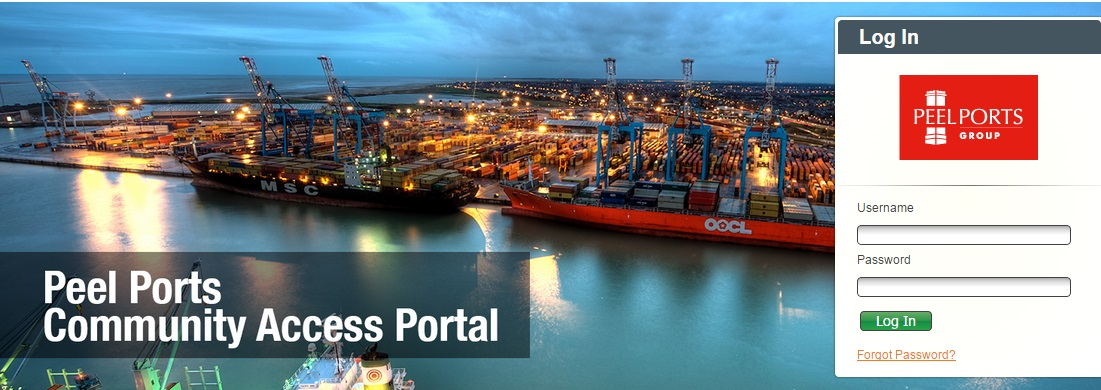 Log In
PEEL PORTS
GROUP
MSC
OOCL
Username
Password
Log In
Forgot Password?
Peel Ports
Community Access Portal